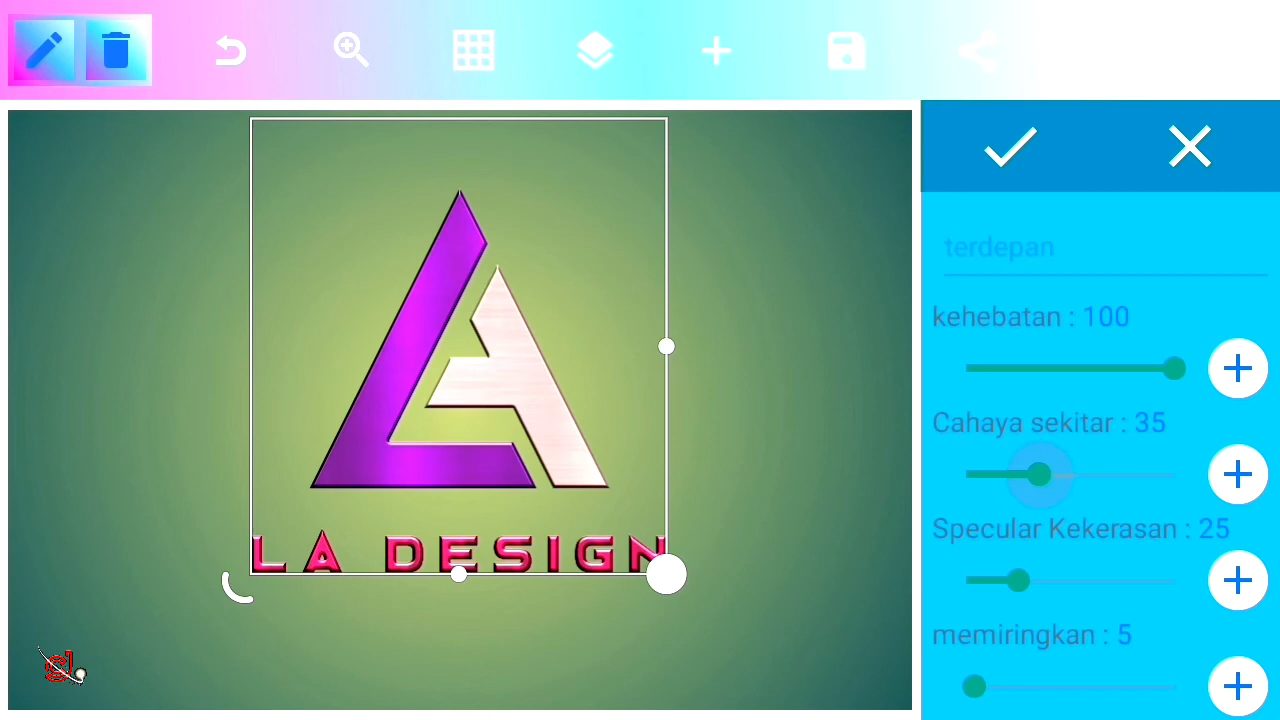 terdepan
kehebatan : 100
Cahaya sekitar : 35
Specular Kekerasan : 25
memiringkan : 5
LA DESIGN